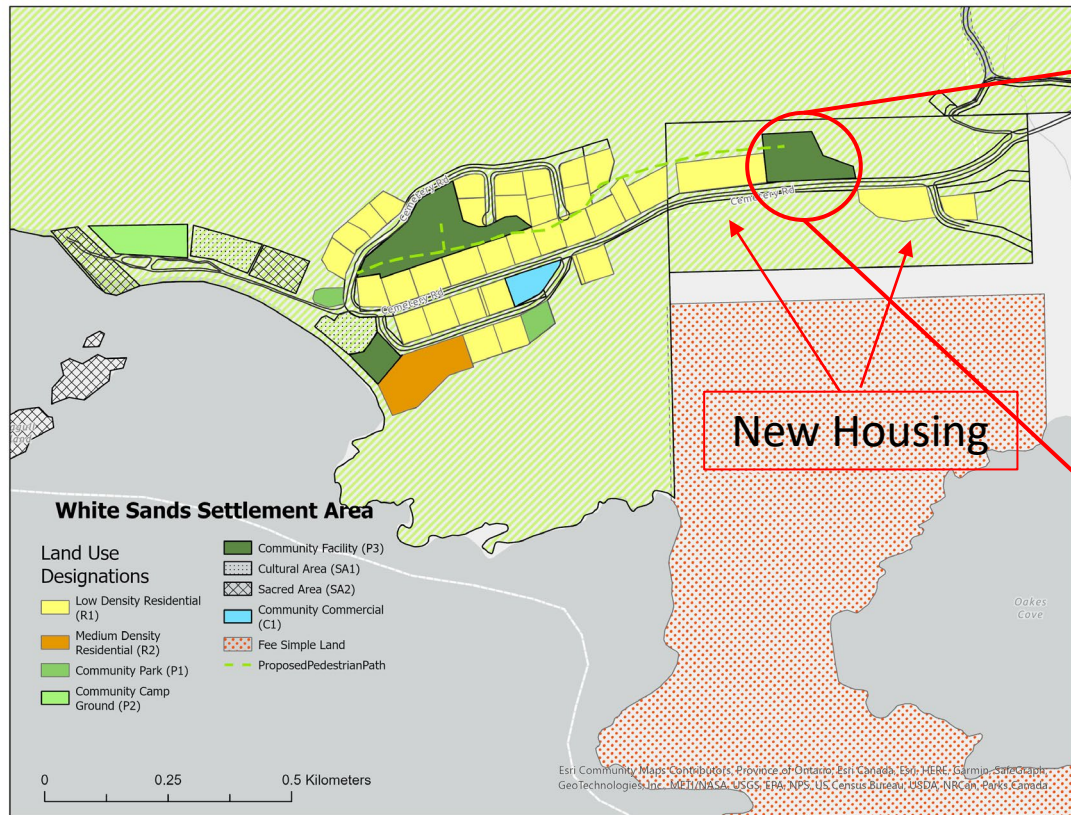 Cemetery Rd
Cemetery Rd
Cemetery Rd
New Housing
White Sands Settlement Area
Land Use
Designations
Low Density Residential
(R1)
Medium Density
Residential (R2)
Community Park (P1)
Community Camp
Ground (P2)
Community Facility (P3)
Cultural Area (SA1)
Sacred Area (SA2)
Community Commercial
(C1)
Fee Simple Land
ProposedPedestrianPath
Oakes
Cove
0 0.25 0.5 Kilometers
Esri Community Maps Contributors, Province of Ontario, Esri Canada, Esri, HERE, Garmin, SafeGraph,
GeoTechnologies, Inc, METI/NASA, USGS, EPA, NPS, US Census Bureau, USDA, NRCan, Parks Canada